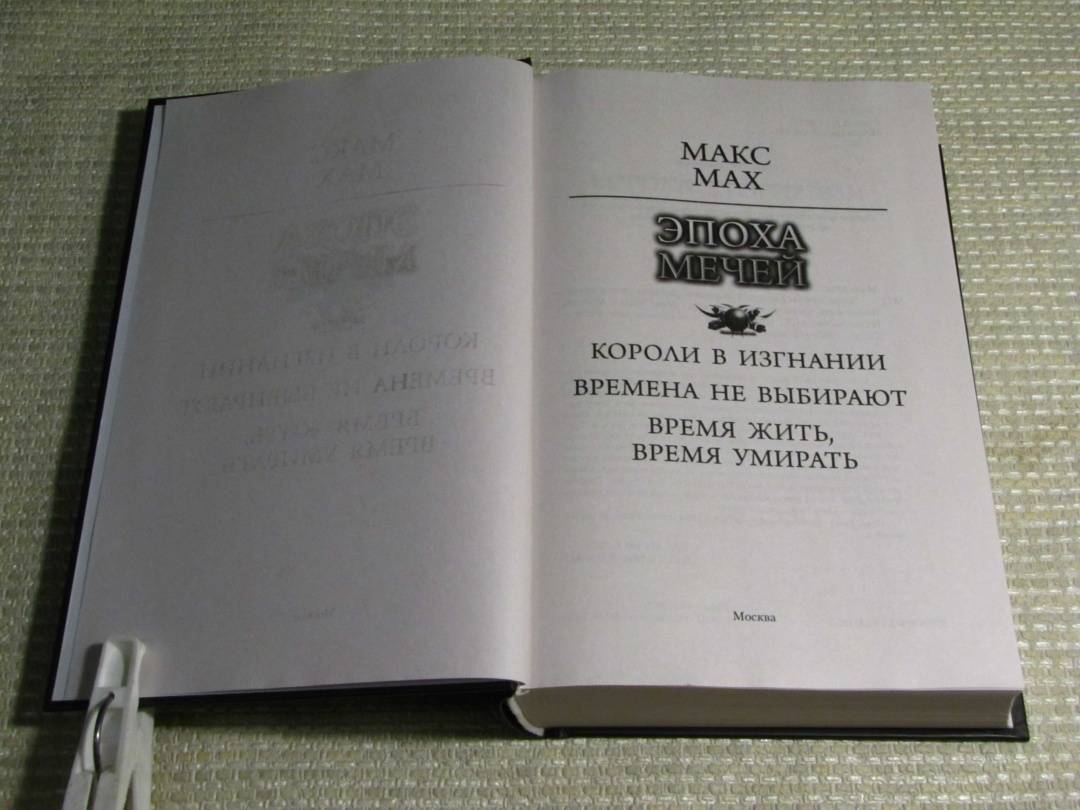 МАКС
МАХ
ЭПОХА
МЕЧЕЙ
КОРОЛИ В ИЗГНАНИИ
ВРЕМЕНА НЕ ВЫБИРАЮТ
ВРЕМЯ ЖИТЬ,
ВРЕМЯ УМИРАТЬ
Москва